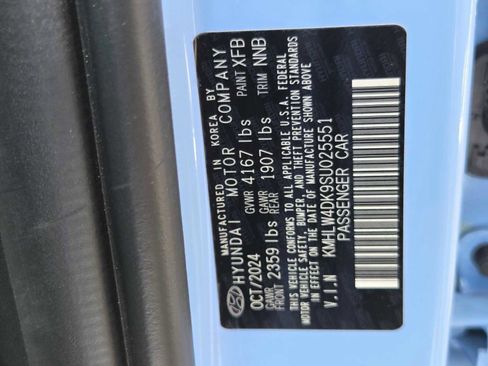 MANUFACTURED IN KOREA BY
HYUNDAI MOTOR COMPANY
OCT/2024 GVWR 4167 lbs PAINT XFB
GAWR FRONT 2359 lbs GAWR REAR 1907 lbs TRIM NNB
THIS VEHICLE CONFORMS TO ALL APPLICABLE U.S.A. FEDERAL
MOTOR VEHICLE SAFETY, BUMPER, AND THEFT PREVENTION STANDARDS
IN EFFECT ON THE DATE OF MANUFACTURE SHOWN ABOVE
V.I.N KMHLW4DK9SU025551
PASSENGER CAR